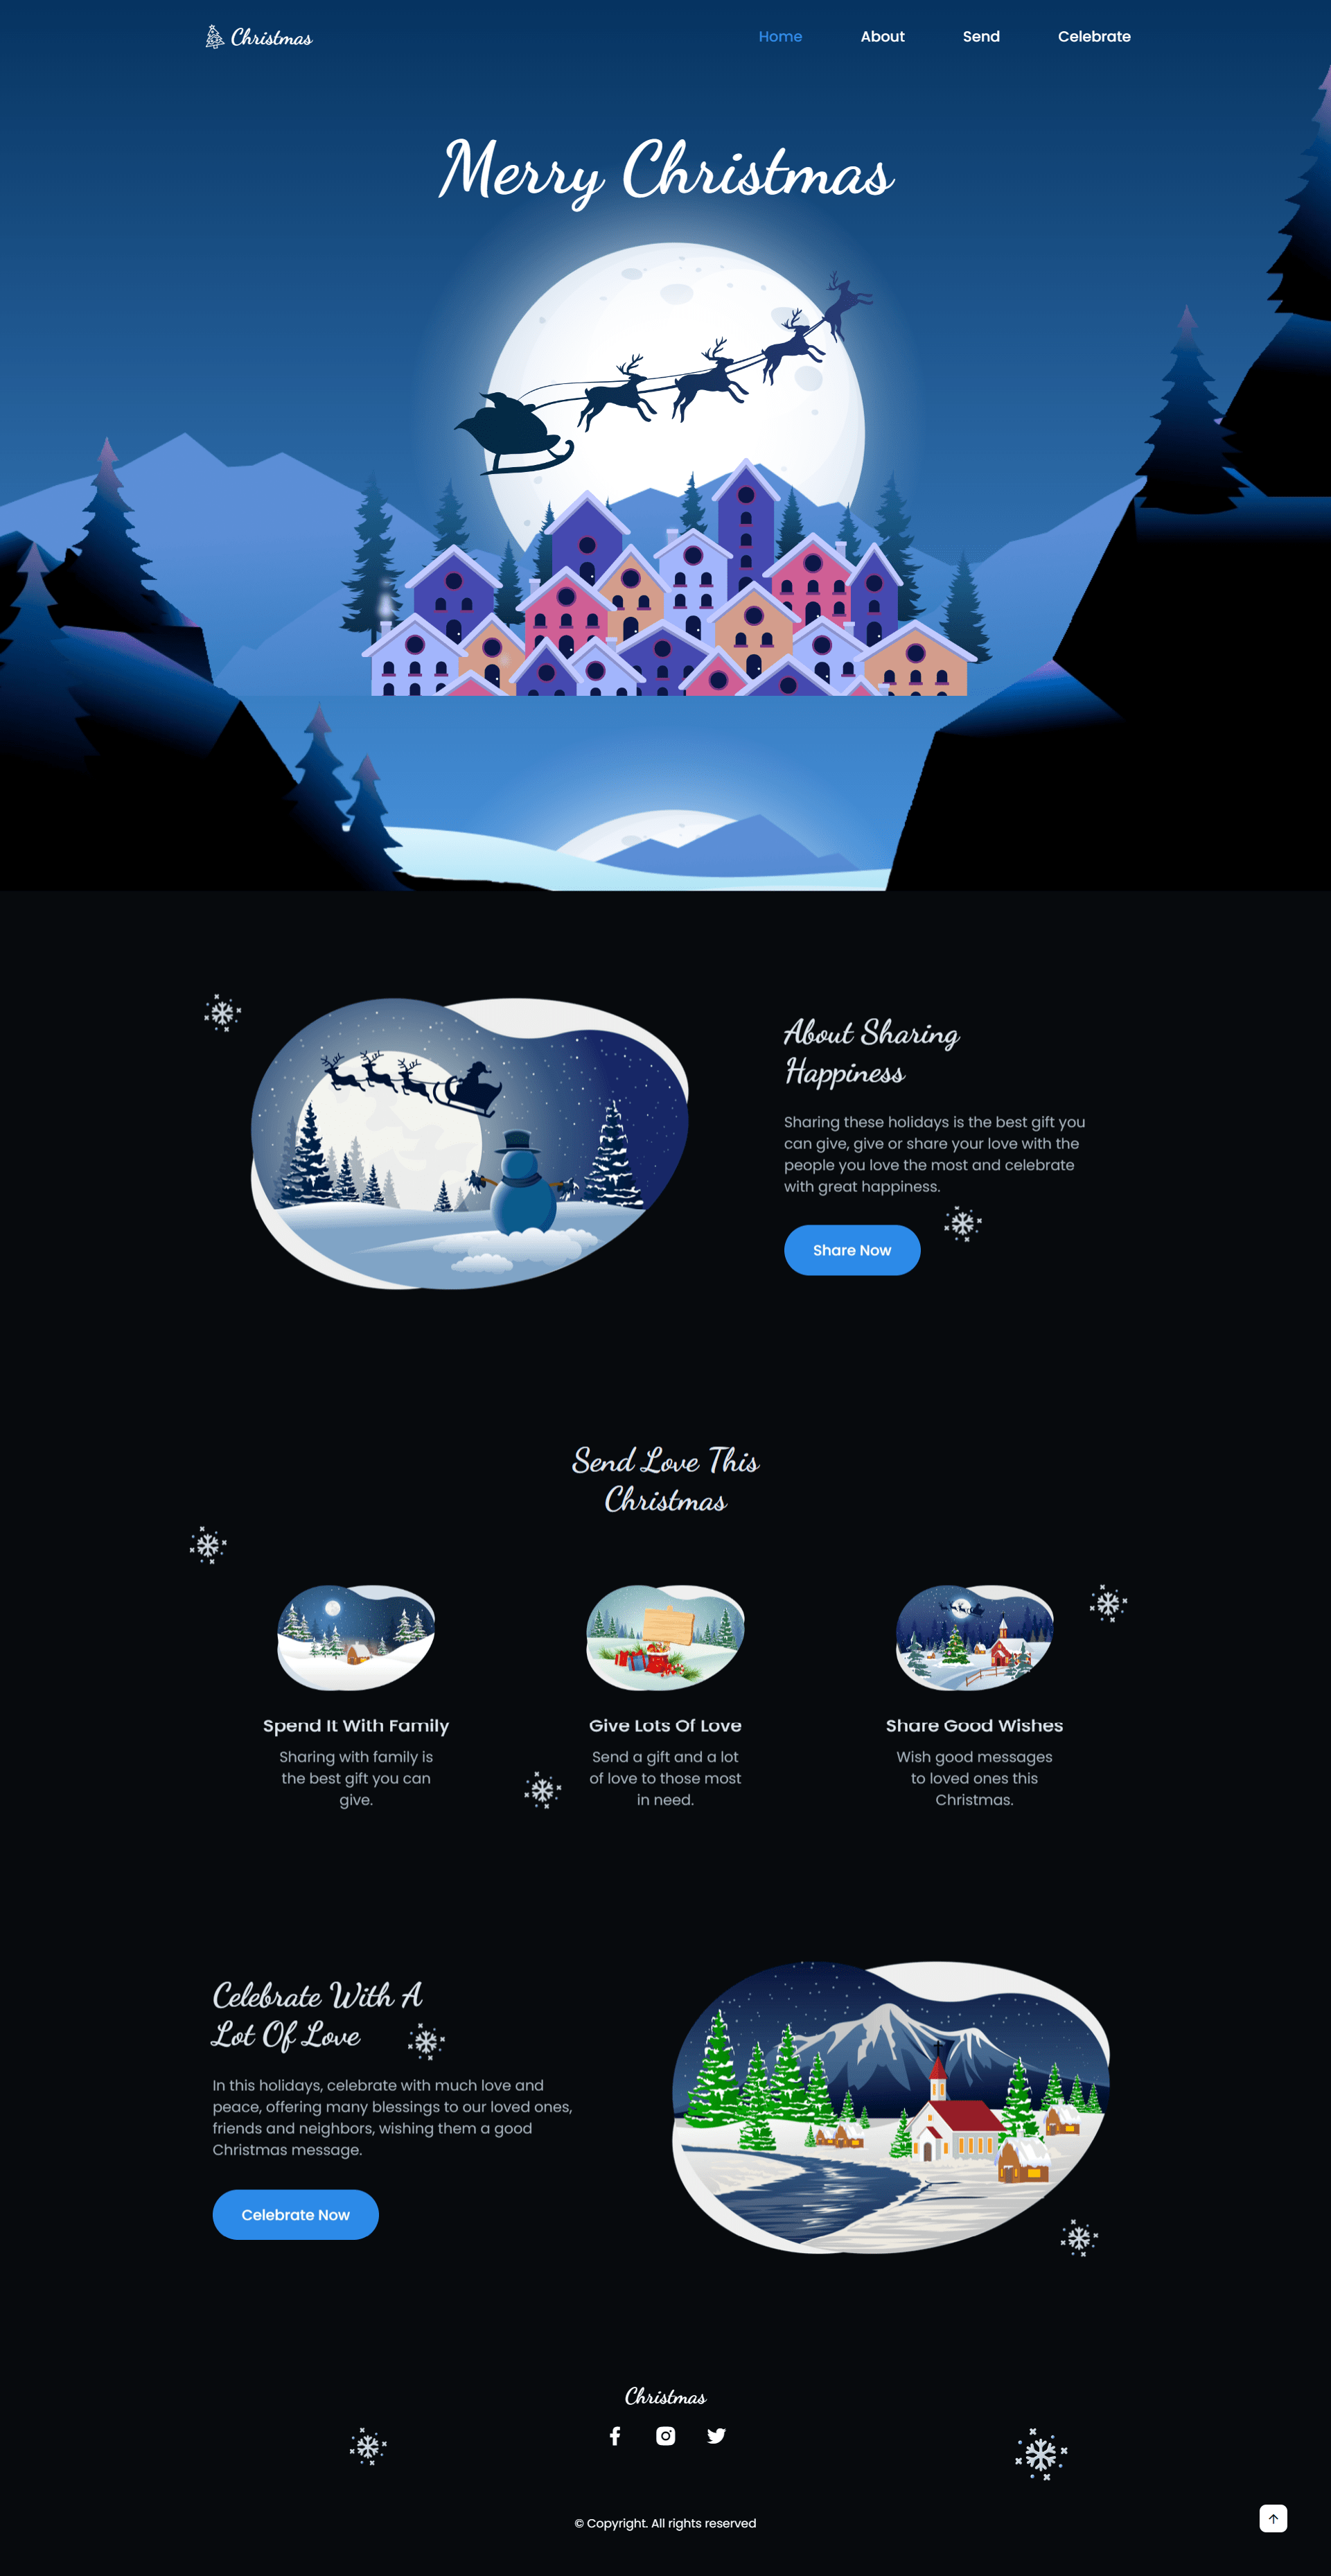 Christmas
Home About Send Celebrate
Merry Christmas
About Sharing
Happiness
Sharing these holidays is the best gift you
can give, give or share your love with the
people you love the most and celebrate
with great happiness.
Share Now
Send Love This
Christmas
Spend It With Family
Sharing with family is
the best gift you can
give.
Give Lots Of Love
Send a gift and a lot
of love to those most
in need.
Share Good Wishes
Wish good messages
to loved ones this
Christmas.
Celebrate With A
Lot Of Love
In this holidays, celebrate with much love and
peace, offering many blessings to our loved ones,
friends and neighbors, wishing them a good
Christmas message.
Celebrate Now
Christmas
© Copyright. All rights reserved